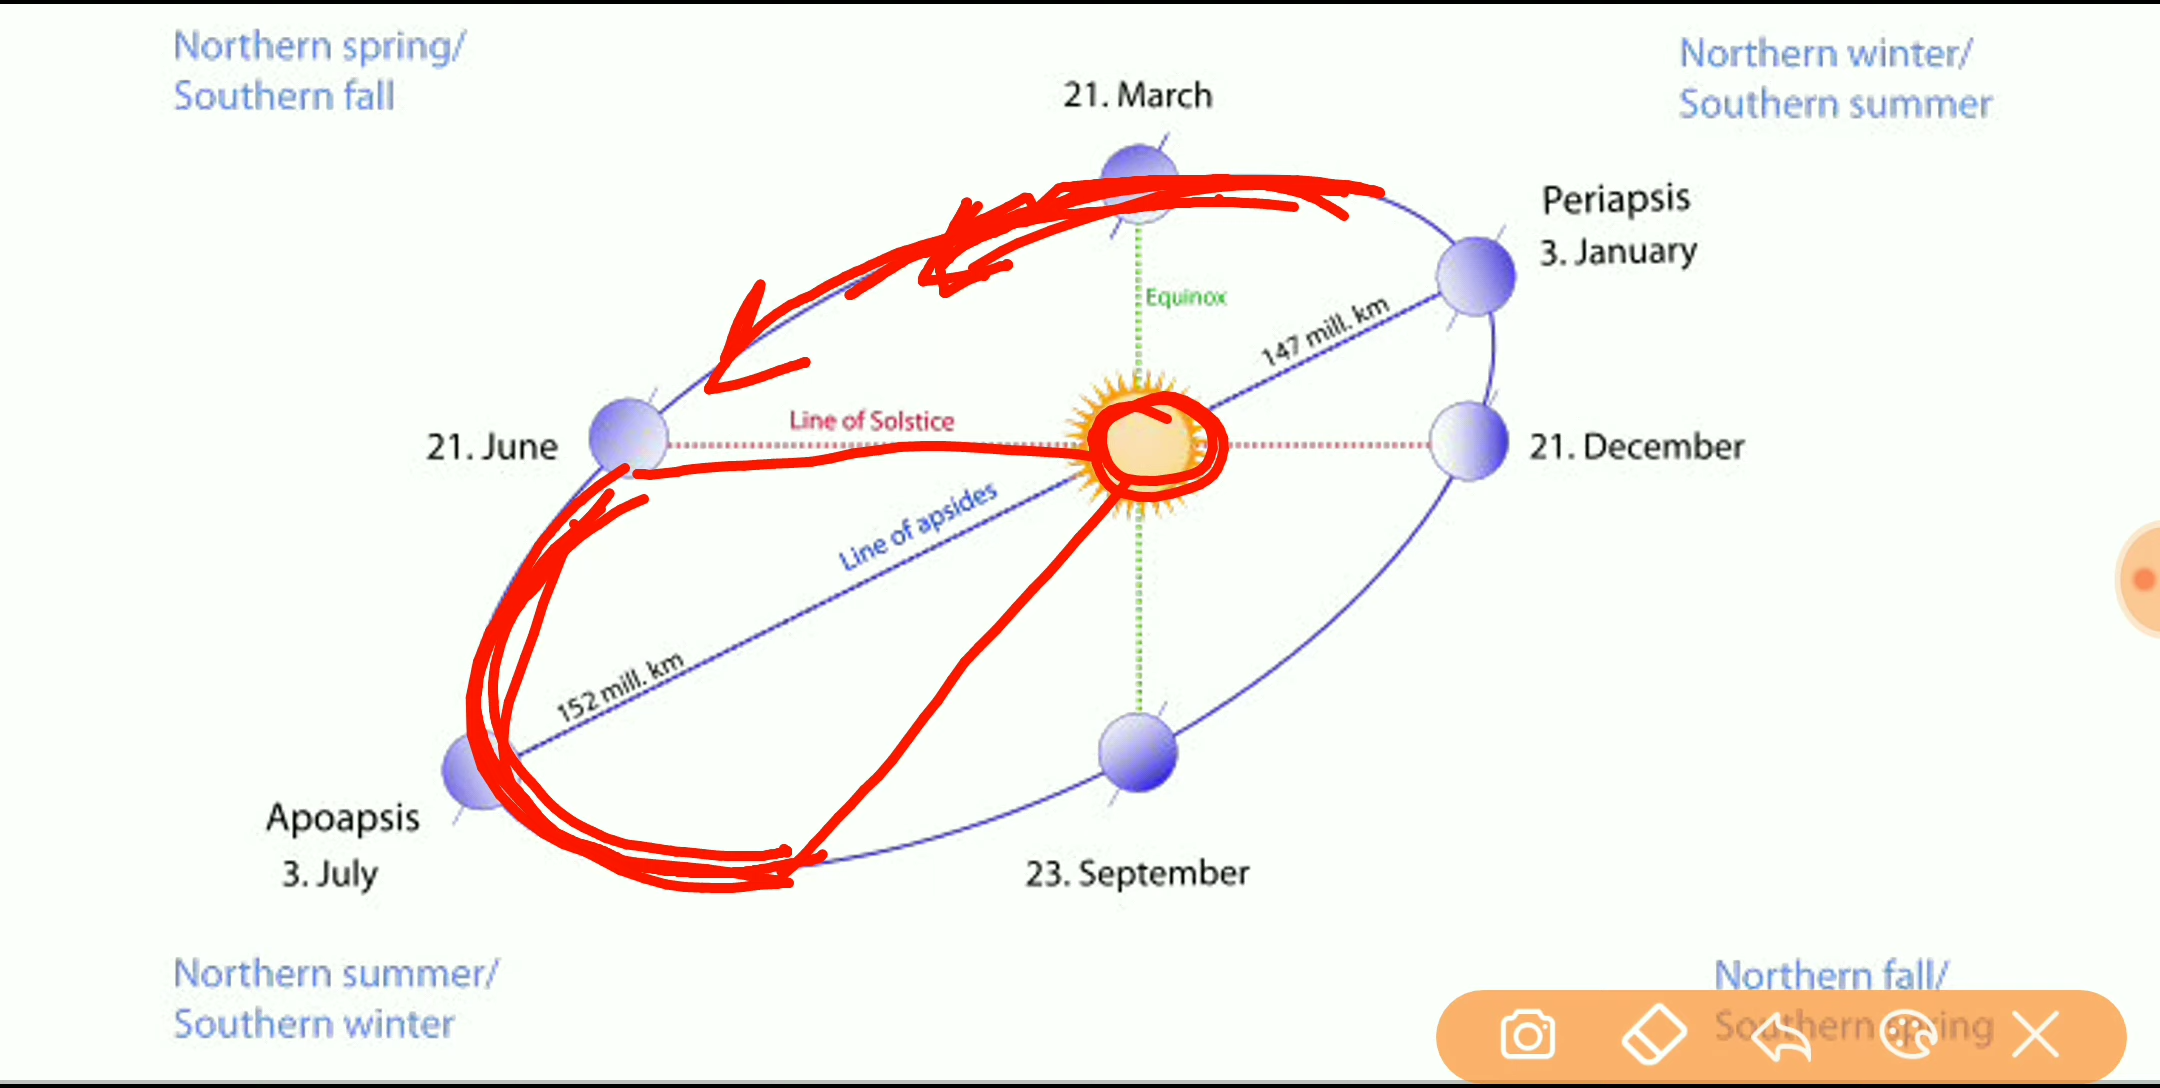 Northern spring/
Southern fall
21. March
Northern winter/
Southern summer
Periapsis
3. January
Equinox
147 mill. km
Line of Solstice
21. June
21. December
Line of apsides
152 mill. km
Apoapsis
3. July
23. September
Northern summer/
Southern winter
Northern fall/
Southern spring